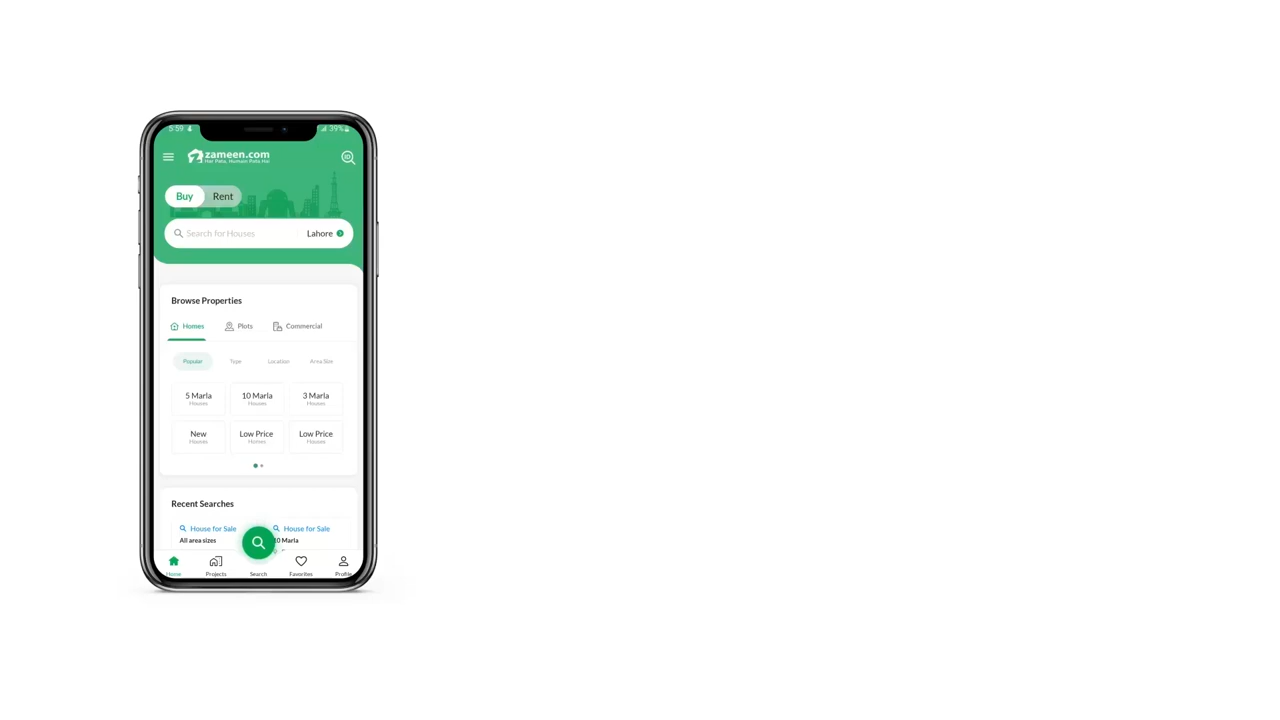 5:59 39%
zameen.com
Har Pata, Humain Pata Hai
Buy Rent
Search for Houses Lahore
Browse Properties
Homes Plots Commercial
Popular Type Location Area Size
5 Marla 10 Marla 3 Marla
Houses Houses Houses
New Low Price Low Price
Houses Homes Houses
Recent Searches
House for Sale House for Sale
All area sizes 10 Marla
Home Projects Search Favorites Profile